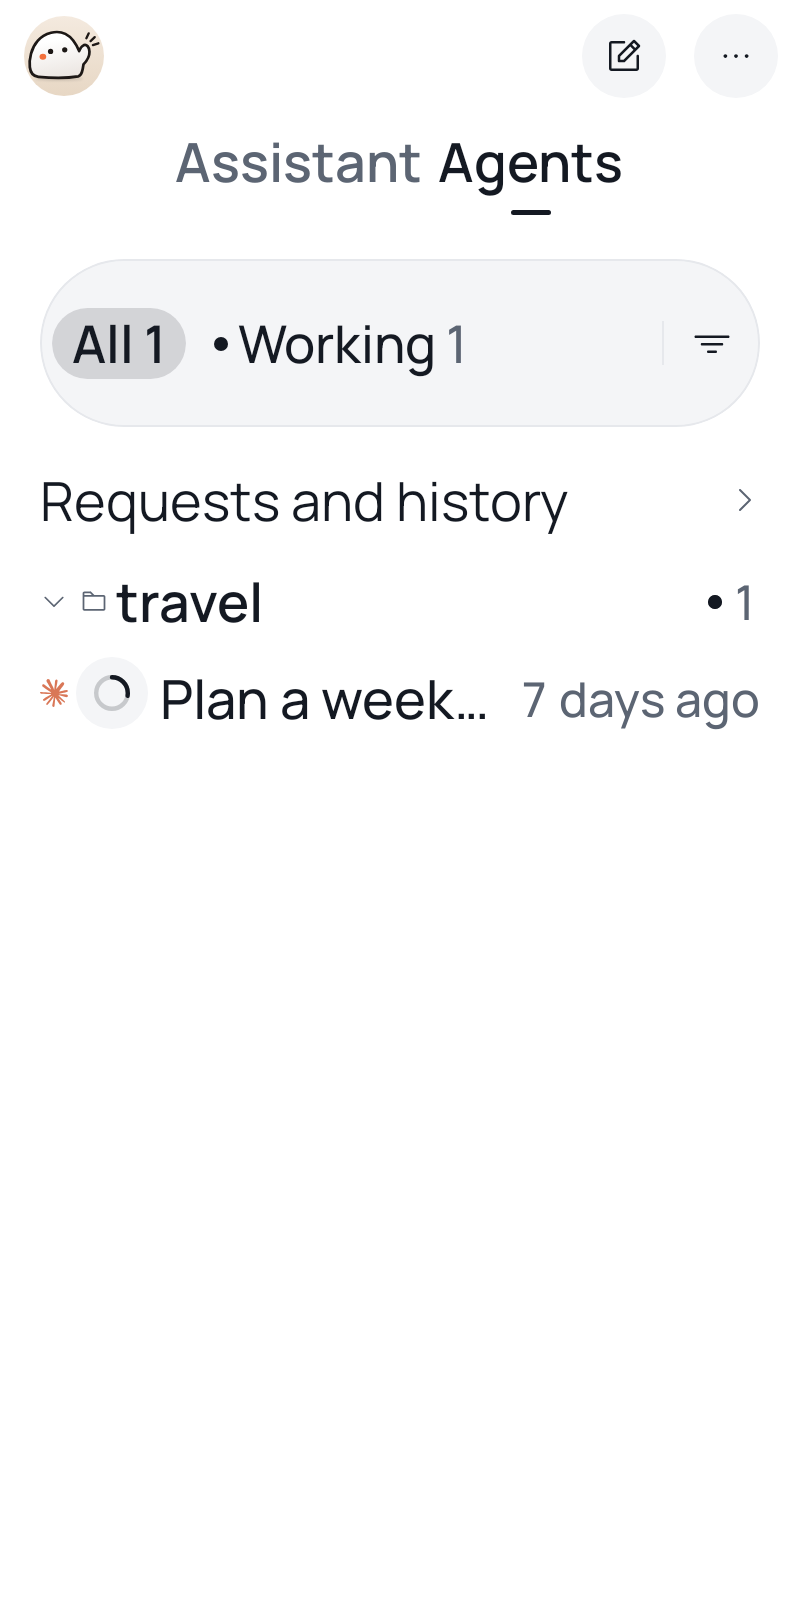 Assistant Agents
All 1 • Working 1
Requests and history
travel • 1
Plan a week... 7 days ago